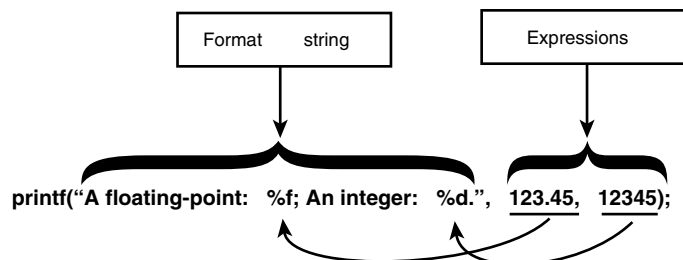 Format string
Expressions
printf(“A floating-point: %f; An integer: %d.”, 123.45, 12345);